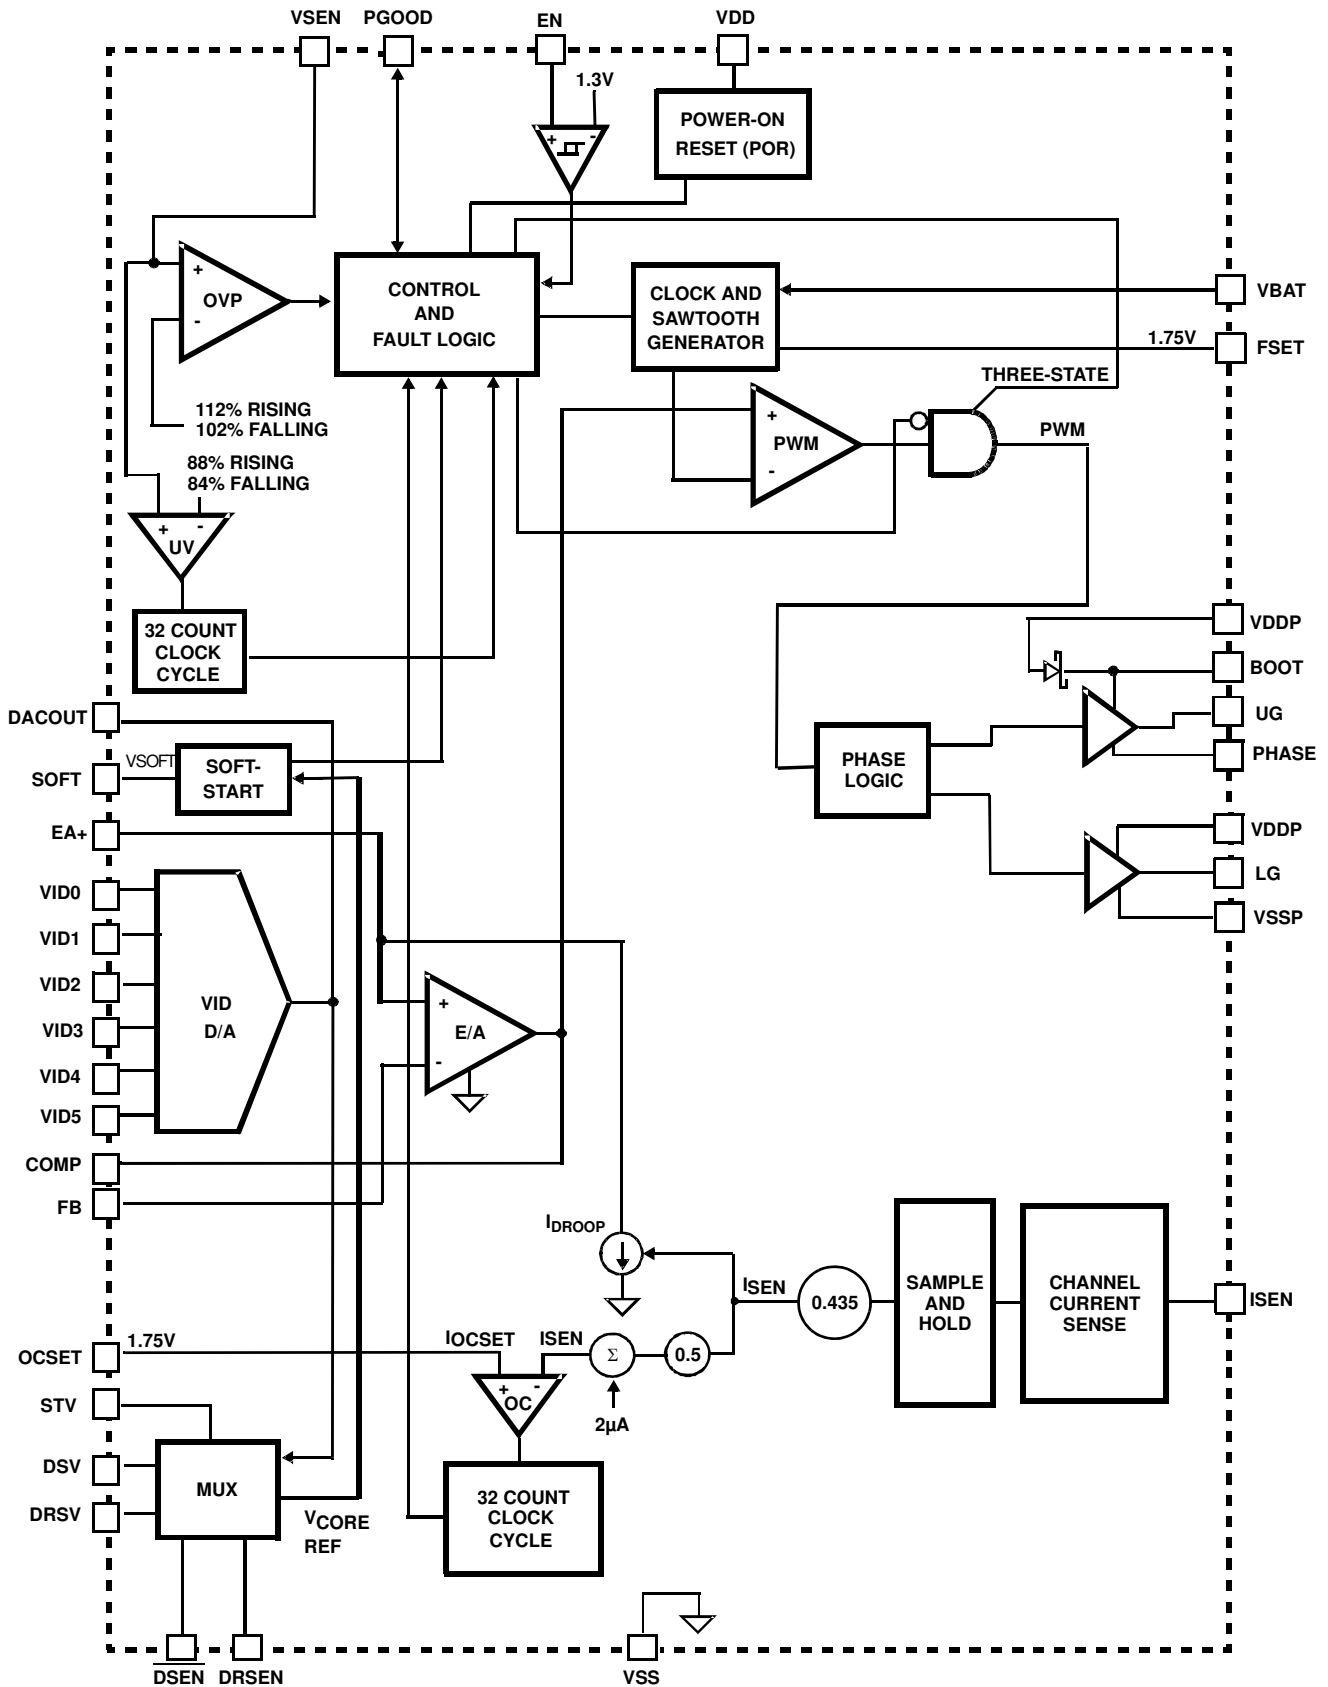 VSEN
PGOOD
EN
VDD
1.3V
+
-
POWER-ON
RESET (POR)
+
OVP
-
CONTROL
AND
FAULT LOGIC
CLOCK AND
SAWTOOTH
GENERATOR
VBAT
1.75V
FSET
THREE-STATE
112% RISING
102% FALLING
+
PWM
-
PWM
88% RISING
84% FALLING
+
-
UV
32 COUNT
CLOCK
CYCLE
VDDP
BOOT
UG
PHASE
PHASE
LOGIC
VDDP
LG
VSSP
DACOUT
VSOFT
SOFT
SOFT-
START
EA+
VID0
VID1
VID2
VID3
VID4
VID5
VID
D/A
+
E/A
-
COMP
FB
IDROOP
ISEN
0.435
SAMPLE
AND
HOLD
CHANNEL
CURRENT
SENSE
ISEN
OCSET
1.75V
IOCSET
ISEN
Σ
0.5
2µA
+
-
OC
32 COUNT
CLOCK
CYCLE
STV
DSV
DRSV
MUX
VCORE
REF
DSEN
DRSEN
VSS